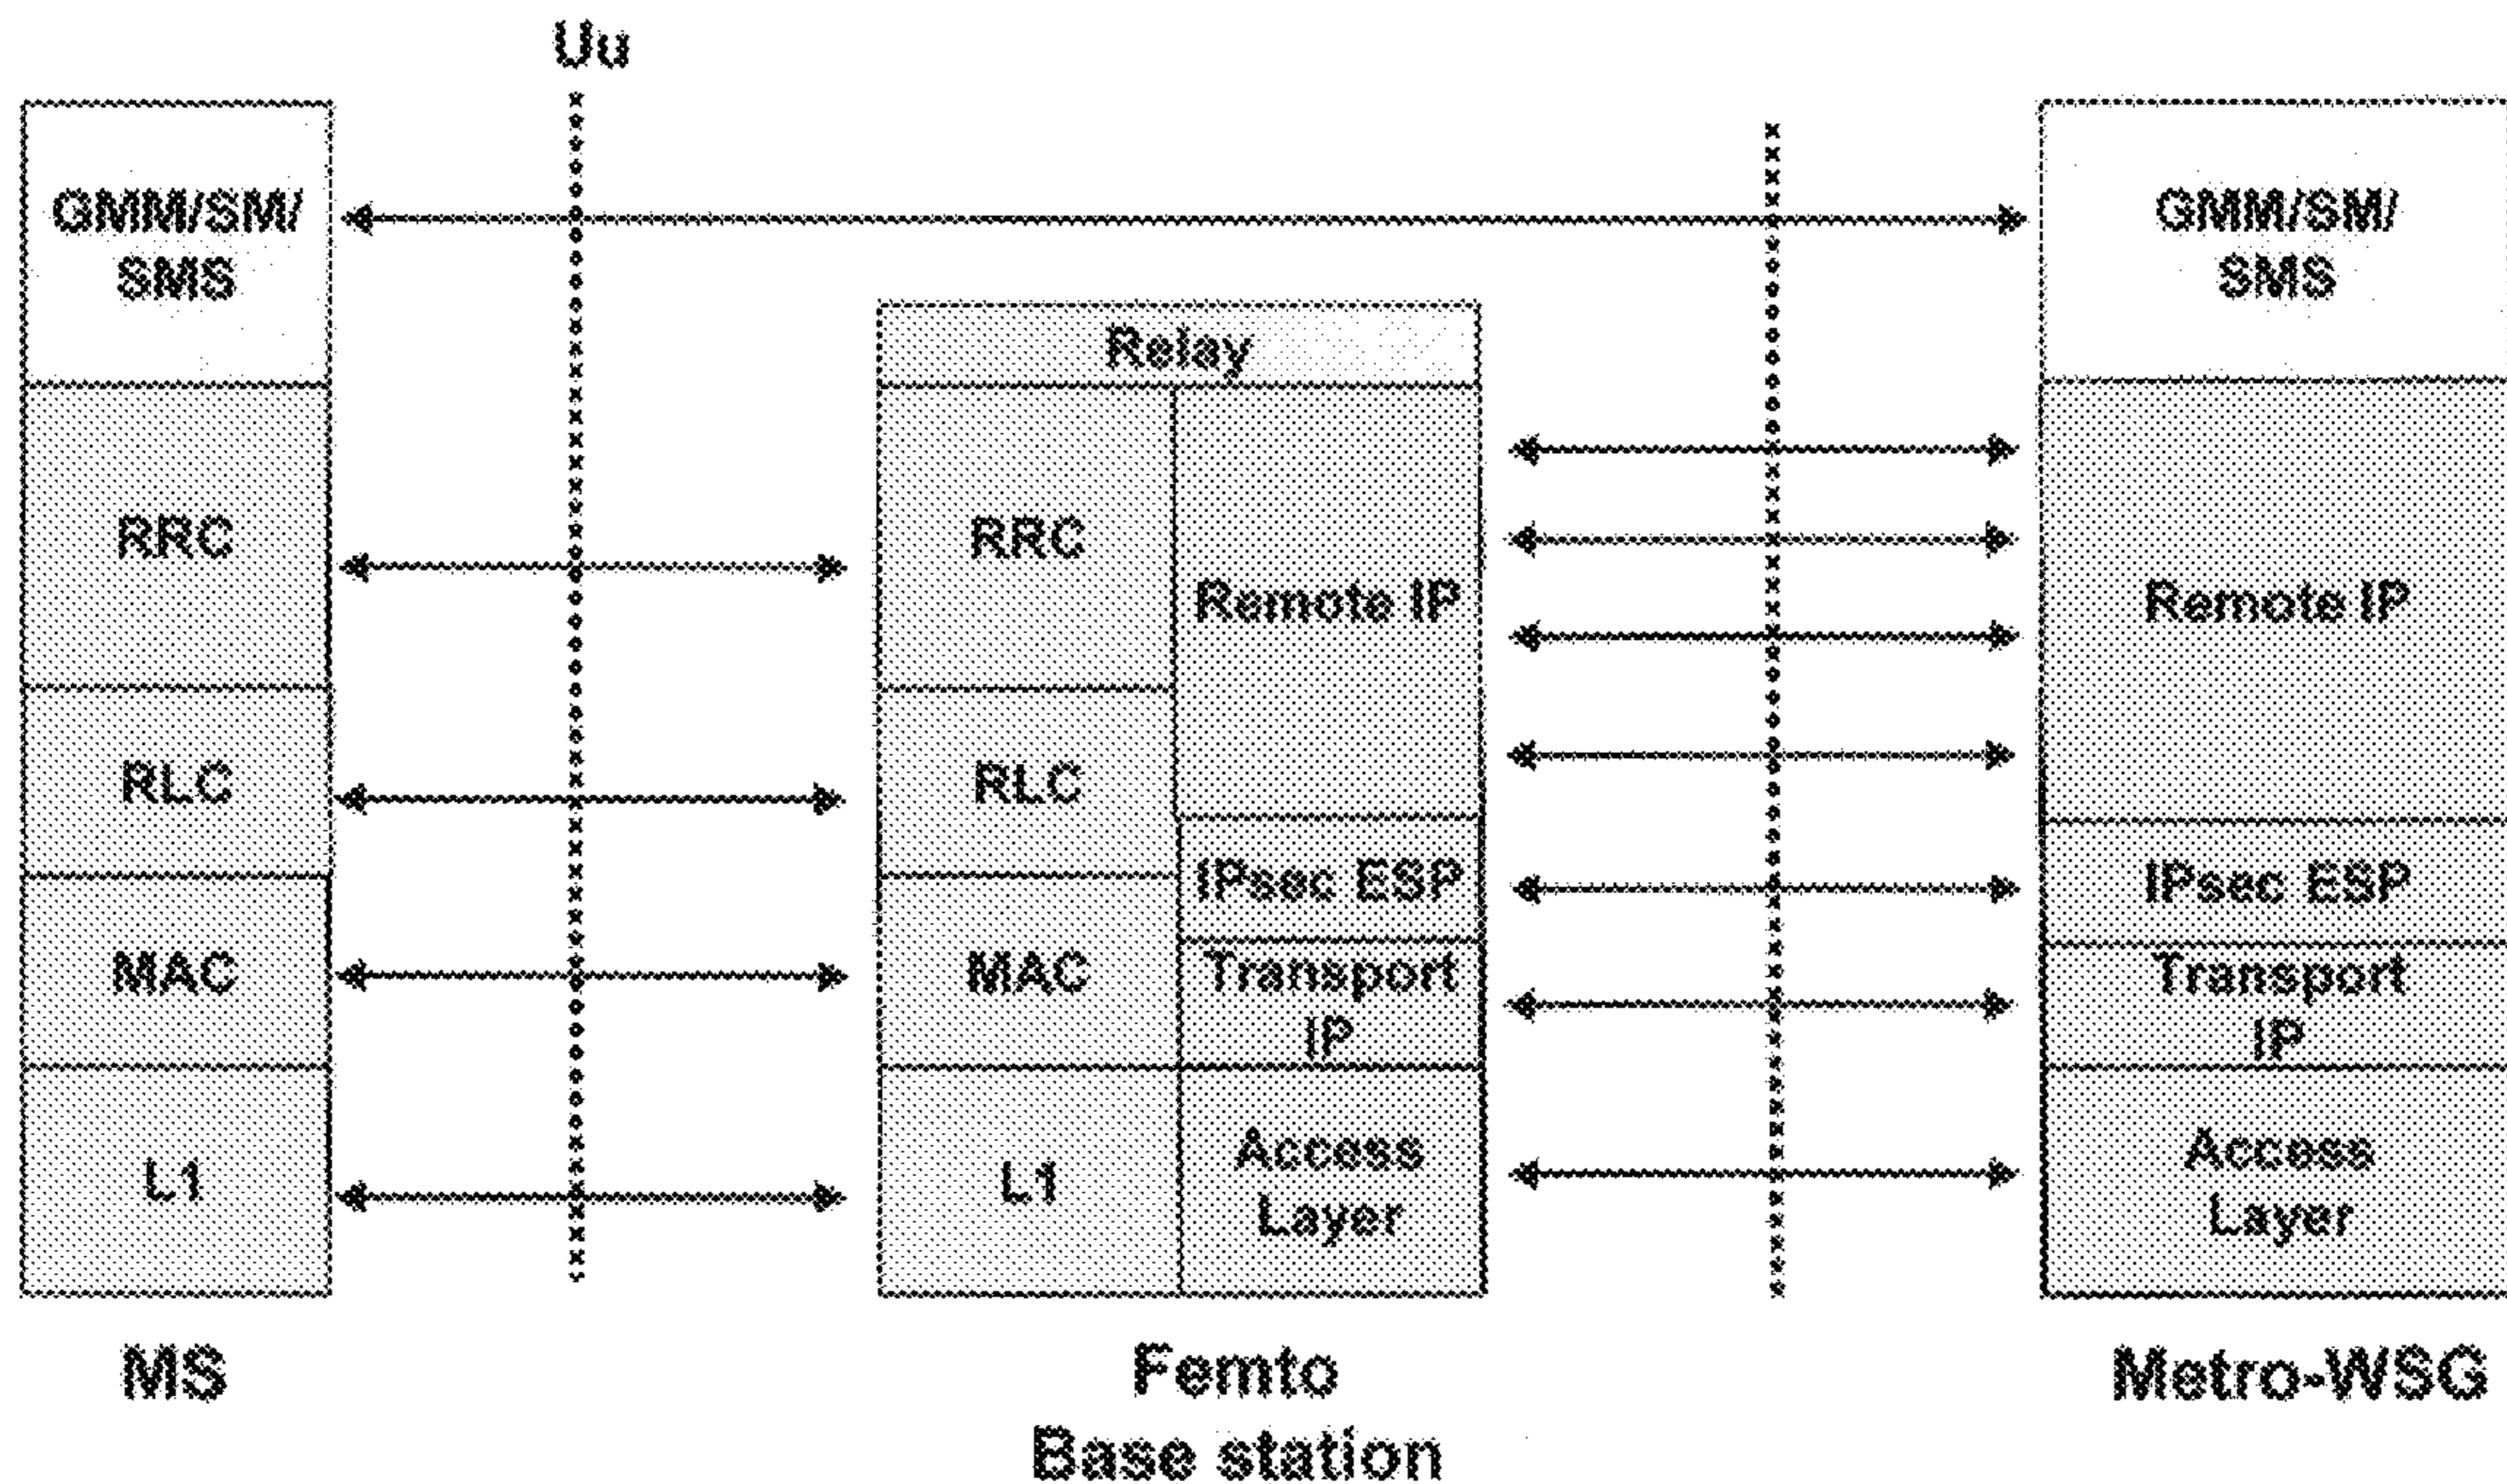 Uu
GMM/SM/
SMS
RRC
RLC
MAC
L1
MS
Relay
RRC
RLC
MAC
L1
Remote IP
IPsec ESP
Transport
IP
Access
Layer
Femto
Base station
GMM/SM/
SMS
Remote IP
IPsec ESP
Transport
IP
Access
Layer
Metro-WSG